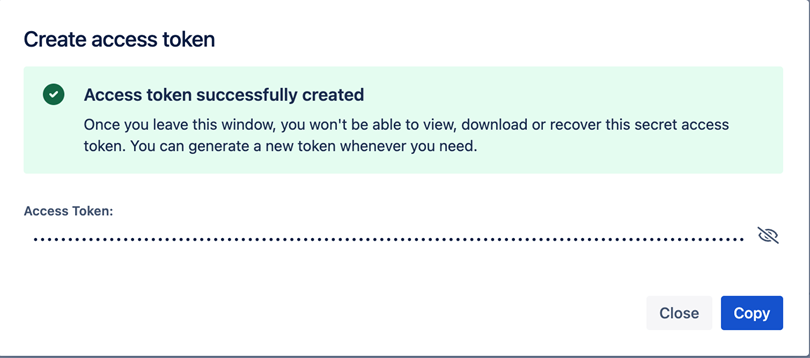 Create access token
Access token successfully created
Once you leave this window, you won't be able to view, download or recover this secret access
token. You can generate a new token whenever you need.
Access Token:
Close
Copy